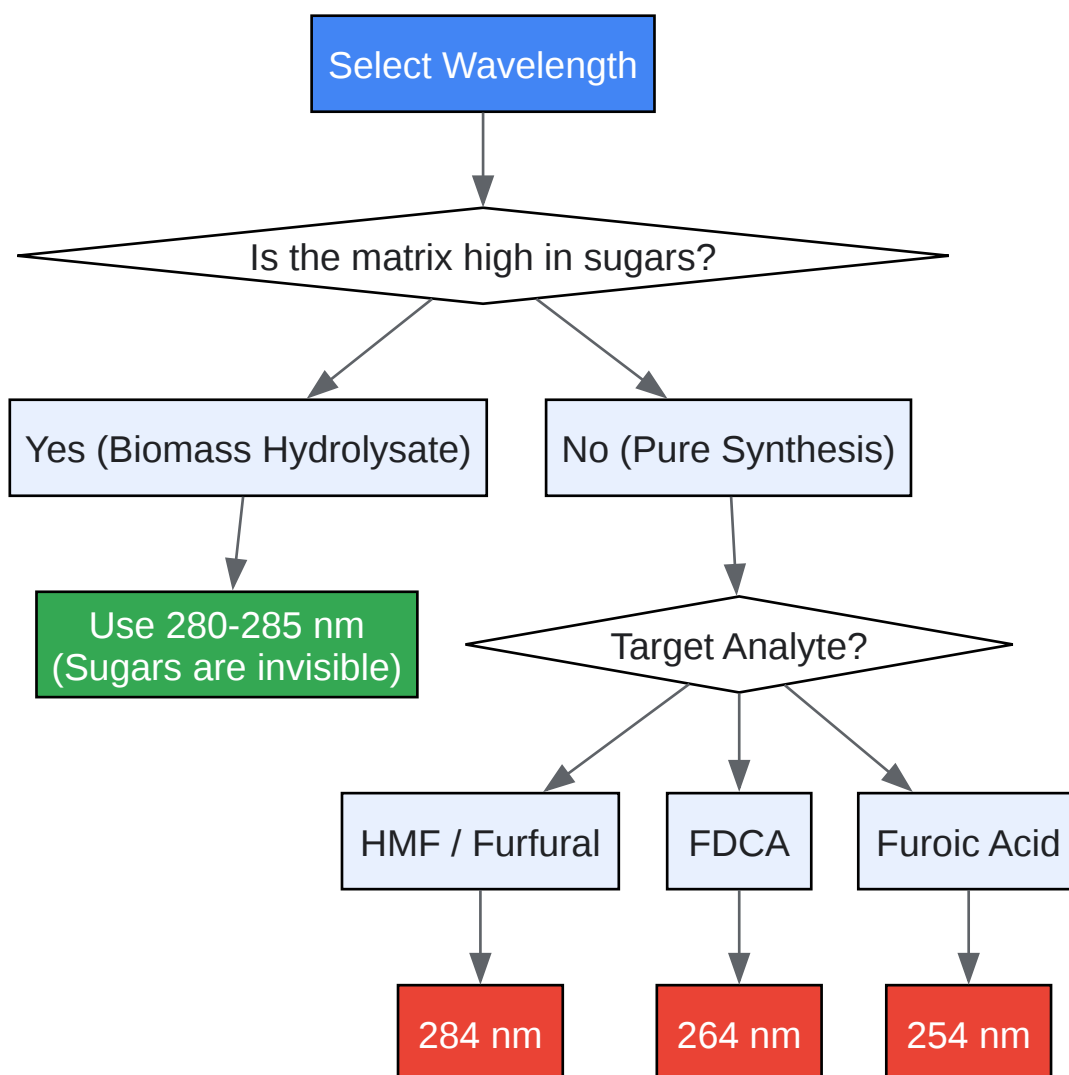 Select Wavelength
Is the matrix high in sugars?
Yes (Biomass Hydrolysate)
No (Pure Synthesis)
Use 280-285 nm
(Sugars are invisible)
Target Analyte?
HMF / Furfural
FDCA
Furoic Acid
284 nm
264 nm
254 nm